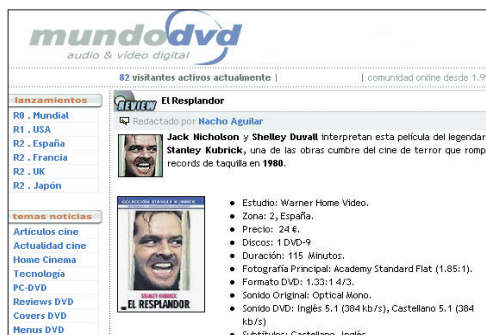 mundodvd
audio & vídeo digital
82 visitantes activos actualmente |
| comunidad online desde 1.9
lanzamientos
R0 . Mundial
R1 . USA
R2 . España
R2 . Francia
R2 . UK
R2 . Japón
temas noticias
Artículos cine
Actualidad cine
Home Cinema
Tecnología
PC-DVD
Reviews DVD
Covers DVD
Menus DVD
REVIEW El Resplandor
Redactado por Nacho Aguilar
Jack Nicholson y Shelley Duvall interpretan esta película del legendar
Stanley Kubrick, una de las obras cumbre del cine de terror que romp
records de taquilla en 1980.
COLECCIÓN STANLEY KUBRICK
STANLEY KUBRICK
EL RESPLANDOR
● Estudio: Warner Home Video.
● Zona: 2, España.
● Precio: 24 €.
● Discos: 1 DVD-9
● Duración: 115 Minutos.
● Fotografía Principal: Academy Standard Flat (1.85:1).
● Formato DVD: 1.33:1 4/3.
● Sonido Original: Optical Mono.
● Sonido DVD: Inglés 5.1 (384 kb/s), Castellano 5.1 (384
kb/s)
● Subtítulos: Castellano, Inglés